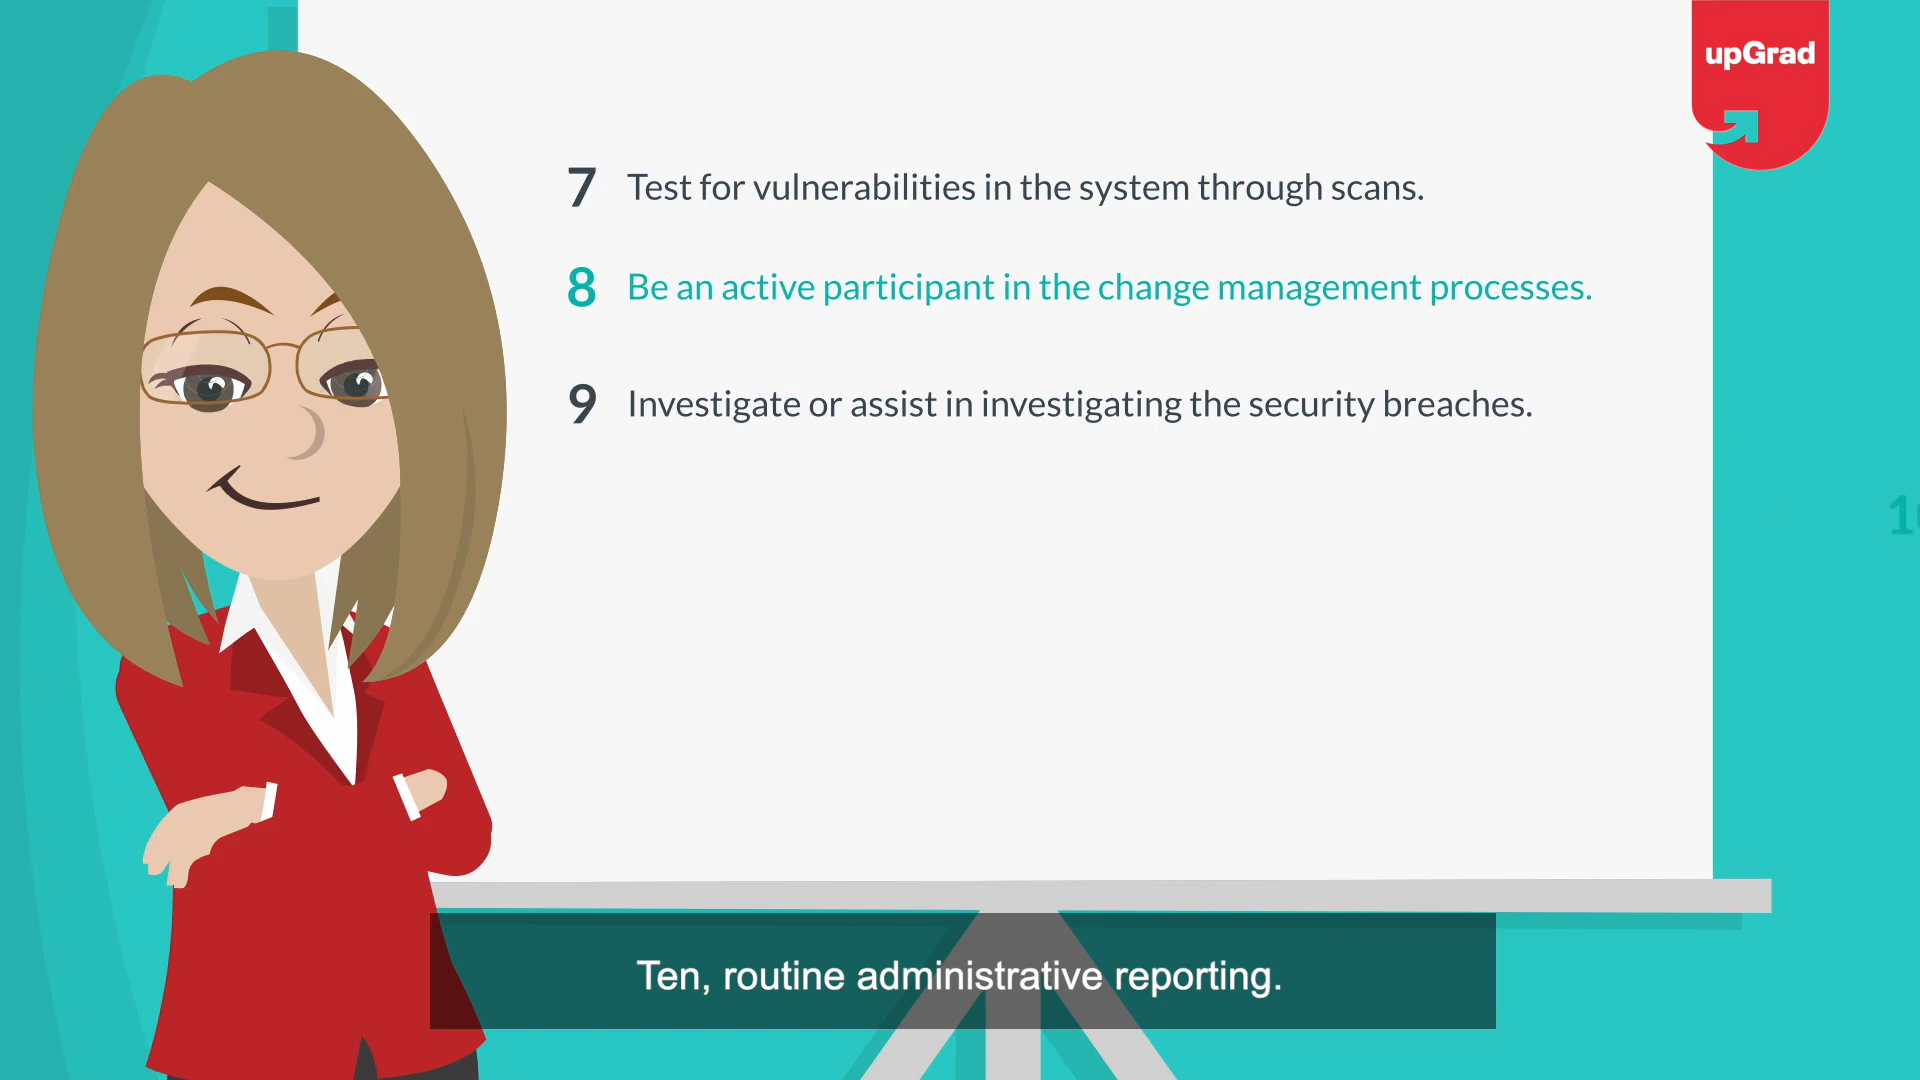 upGrad
7 Test for vulnerabilities in the system through scans.
8 Be an active participant in the change management processes.
9 Investigate or assist in investigating the security breaches.
Ten, routine administrative reporting.